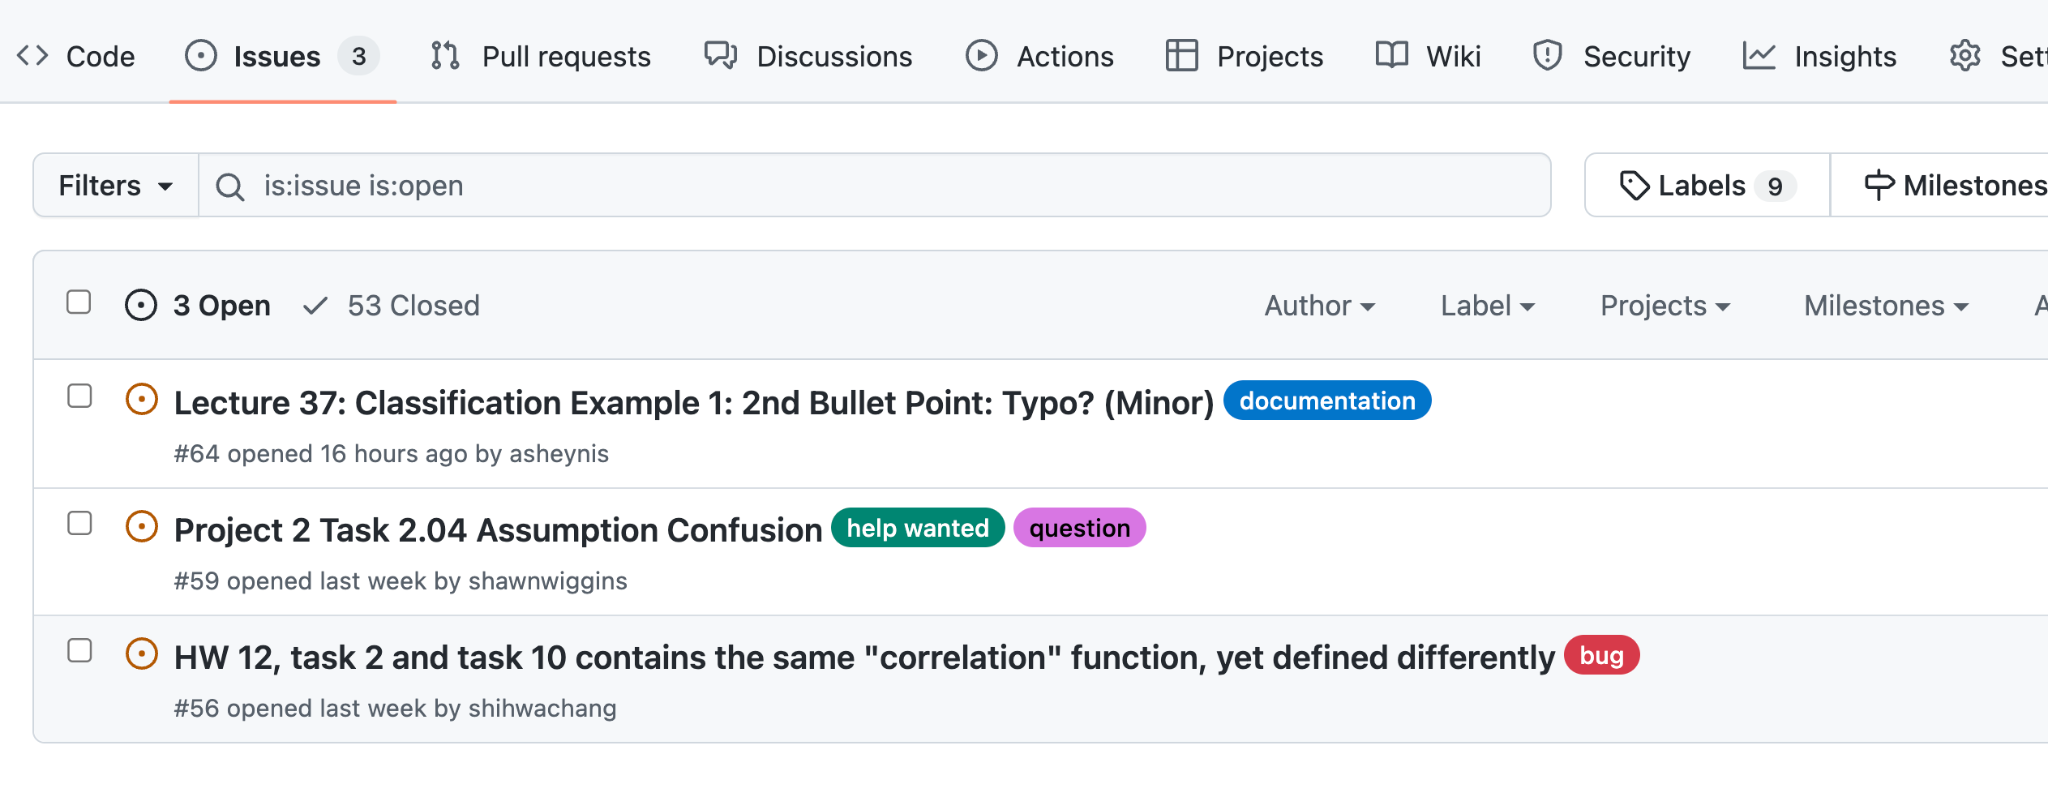 Code Issues 3 Pull requests Discussions Actions Projects Wiki Security Insights
Filters is:issue is:open Labels 9 Milestones
3 Open 53 Closed Author Label Projects Milestones
Lecture 37: Classification Example 1: 2nd Bullet Point: Typo? (Minor) documentation
#64 opened 16 hours ago by asheynis
Project 2 Task 2.04 Assumption Confusion help wanted question
#59 opened last week by shawnwiggins
HW 12, task 2 and task 10 contains the same "correlation" function, yet defined differently bug
#56 opened last week by shihwachang